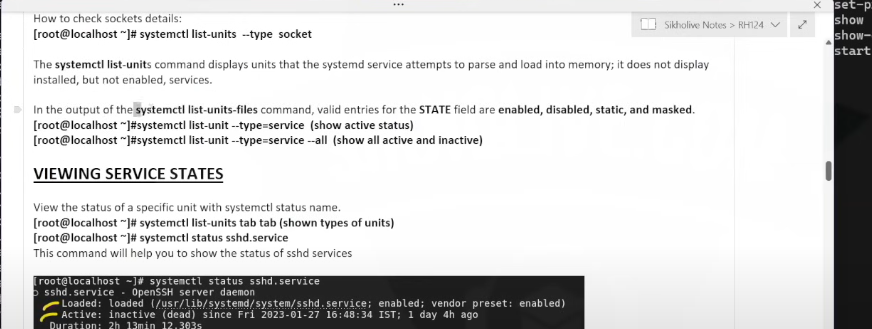 How to check sockets details:
[root@localhost ~]# systemctl list-units --type socket
Sikholive Notes > RH124
The systemctl list-units command displays units that the systemd service attempts to parse and load into memory; it does not display
installed, but not enabled, services.
In the output of the systemctl list-units-files command, valid entries for the STATE field are enabled, disabled, static, and masked.
[root@localhost ~]#systemctl list-unit --type=service (show active status)
[root@localhost ~]#systemctl list-unit --type=service --all (show all active and inactive)
VIEWING SERVICE STATES
View the status of a specific unit with systemctl status name.
[root@localhost ~]# systemctl list-units tab tab (shown types of units)
[root@localhost ~]# systemctl status sshd.service
This command will help you to show the status of sshd services
[root@localhost ~]# systemctl status sshd.service
○ sshd.service - OpenSSH server daemon
Loaded: loaded (/usr/lib/systemd/system/sshd.service; enabled; vendor preset: enabled)
Active: inactive (dead) since Fri 2023-01-27 16:48:34 IST; 1 day 4h ago
Duration: 2h 13min 12.303s
set-p
show
show-
start